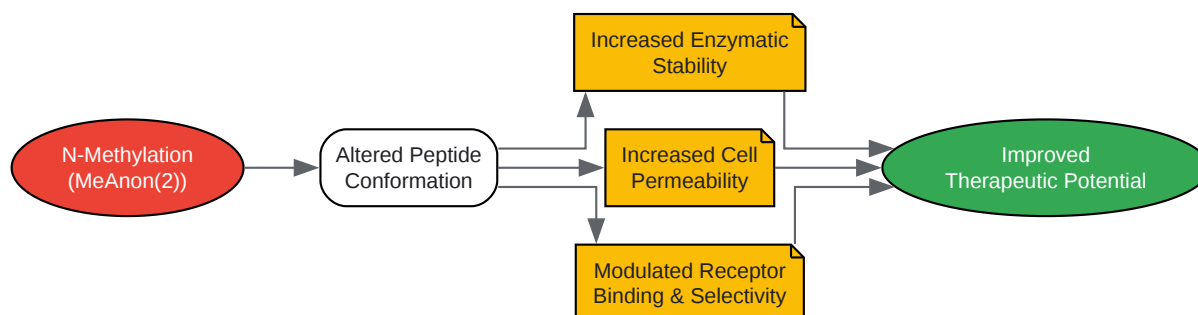 N-Methylation
(MeAnon(2))
Altered Peptide
Conformation
Increased Enzymatic
Stability
Increased Cell
Permeability
Modulated Receptor
Binding & Selectivity
Improved
Therapeutic Potential